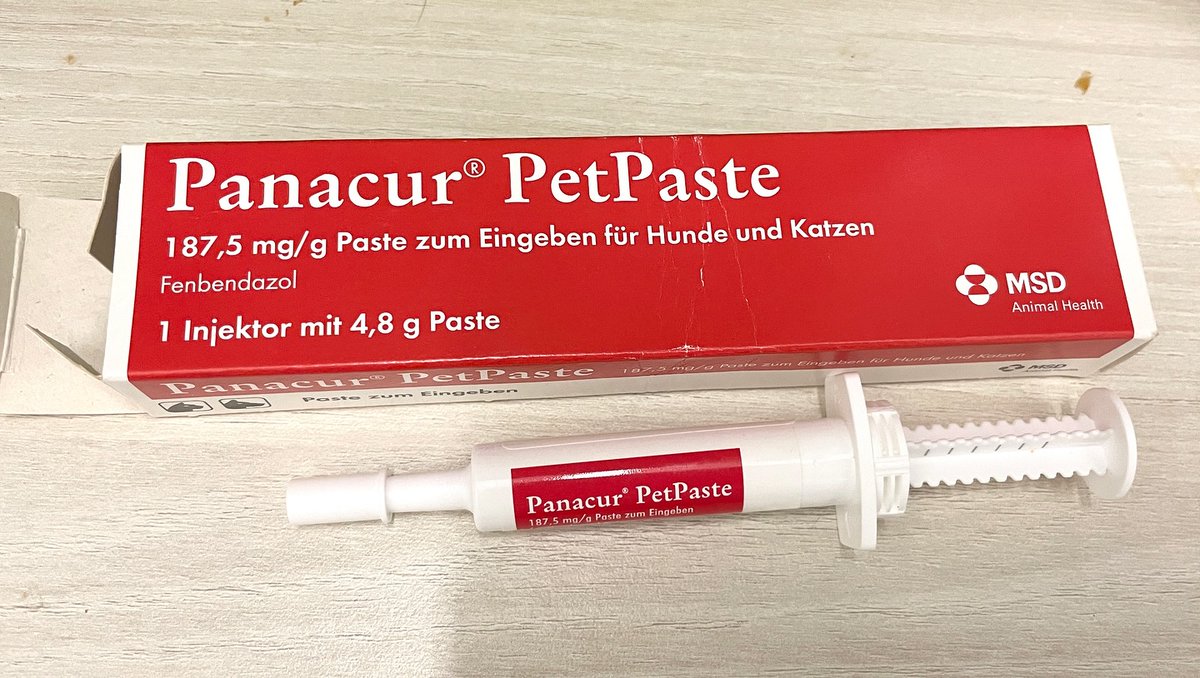 Panacur® PetPaste
187,5 mg/g Paste zum Eingeben für Hunde und Katzen
Fenbendazol
1 Injektor mit 4,8 g Paste
MSD
Animal Health
Panacur® PetPaste 187,5 mg/g Paste zum Eingeben für Hunde und Katzen
Paste zum Eingeben
MSD
Panacur® PetPaste
187,5 mg/g Paste zum Eingeben